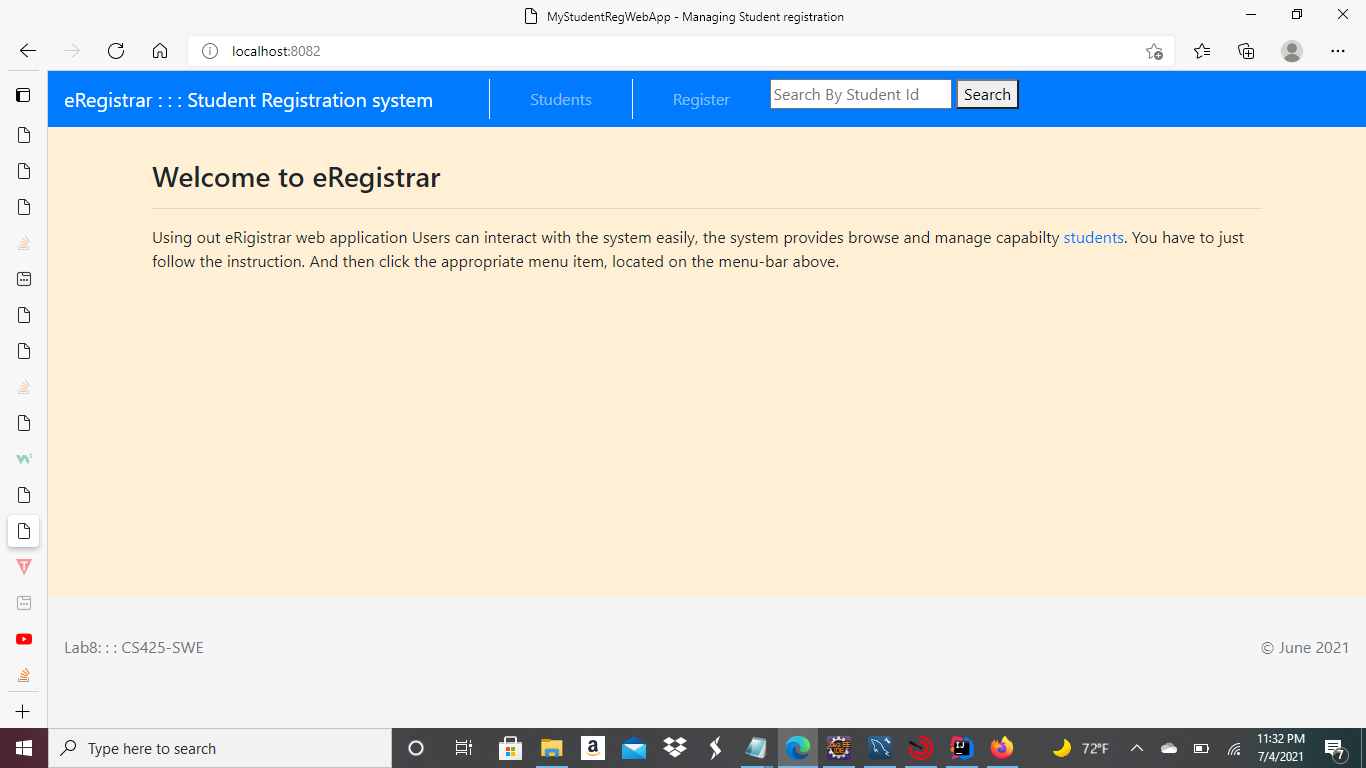 MyStudentRegWebApp - Managing Student registration
localhost:8082
eRegistrar : : : Student Registration system
Students
Register
Search By Student Id
Search
Welcome to eRegistrar
Using out eRigistrar web application Users can interact with the system easily, the system provides browse and manage capabilty students. You have to just
follow the instruction. And then click the appropriate menu item, located on the menu-bar above.
Lab8: : : CS425-SWE
© June 2021
Type here to search
72°F
11:32 PM
7/4/2021
7